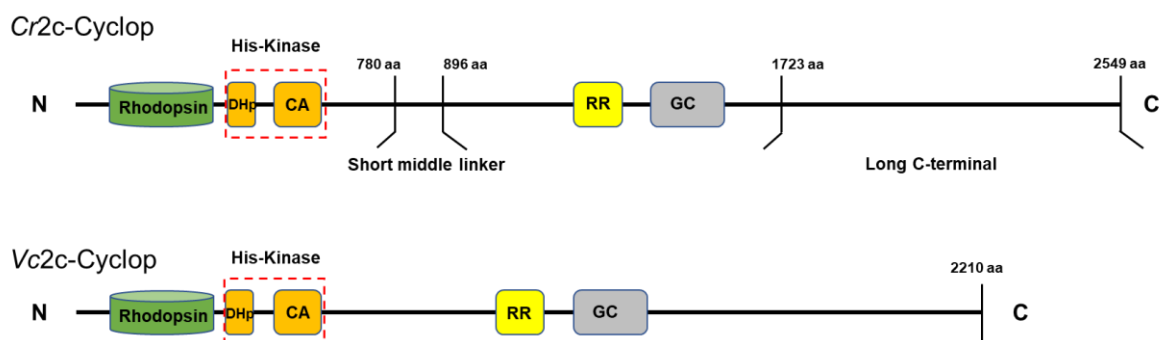 Cr2c-Cyclop
His-Kinase
780 aa
896 aa
1723 aa
2549 aa
N
Rhodopsin
DHp
CA
RR
GC
C
Short middle linker
Long C-terminal
Vc2c-Cyclop
His-Kinase
2210 aa
N
Rhodopsin
DHp
CA
RR
GC
C